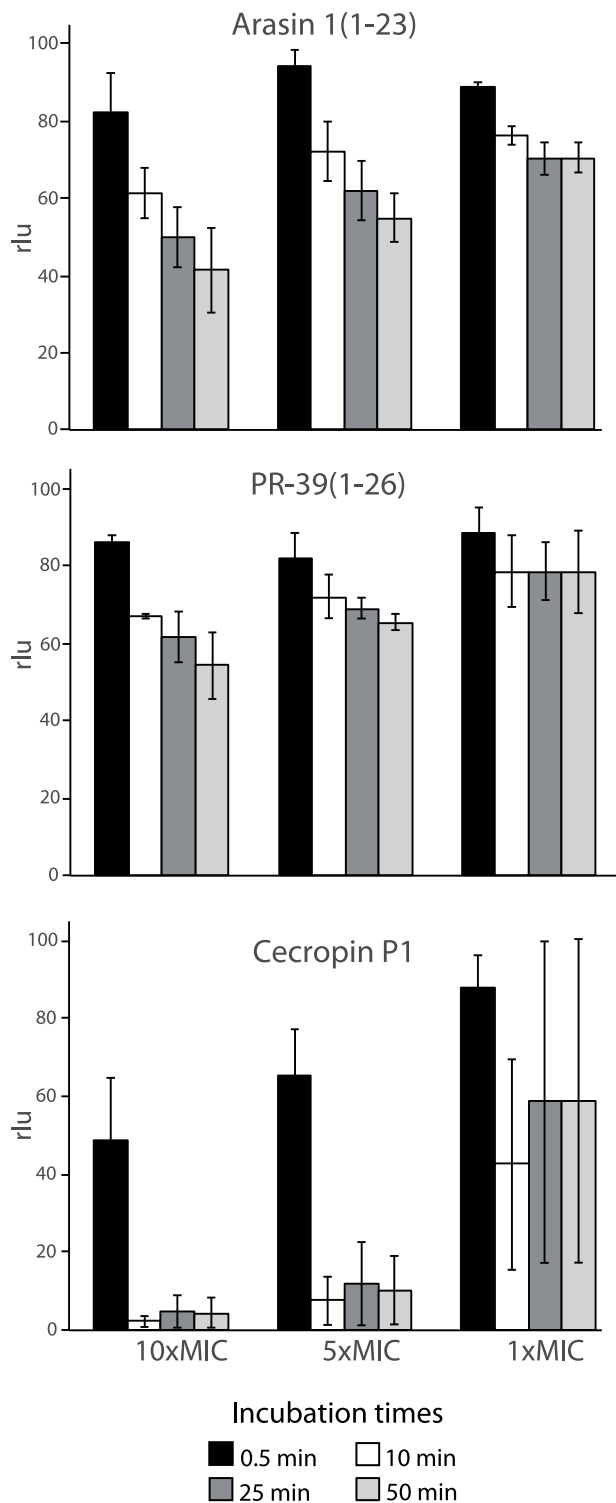 Arasin 1(1-23)
100
80
60
40
20
0
rlu
PR-39(1-26)
100
80
60
40
20
0
rlu
Cecropin P1
100
80
60
40
20
0
rlu
10xMIC 5xMIC 1xMIC
Incubation times
0.5 min 10 min
25 min 50 min